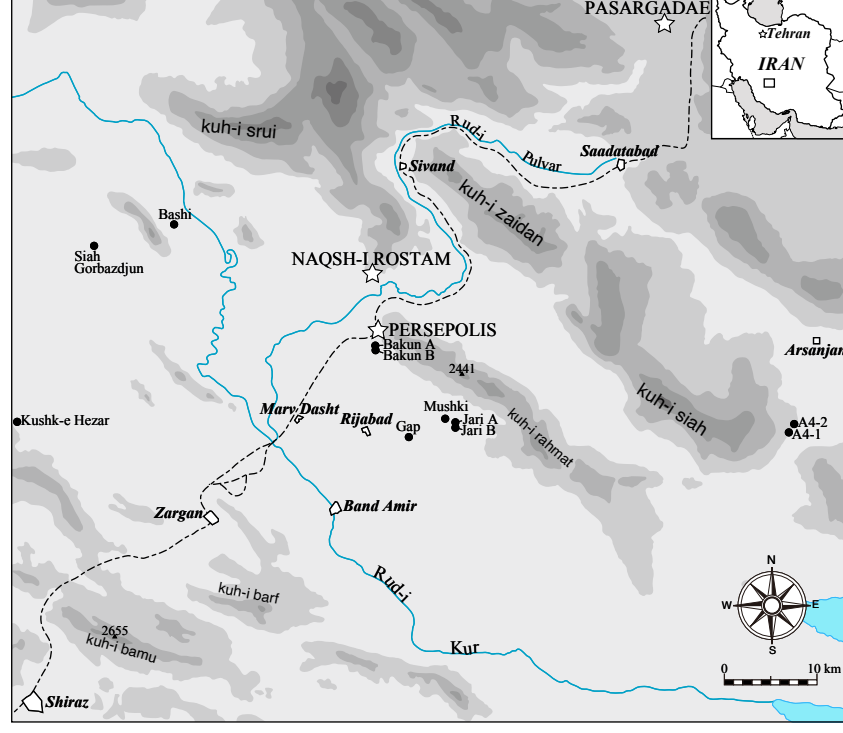 PASARGADAE
Tehran
IRAN
kuh-i srui
Rud-i
Pulvar
Saadatabad
Sivand
kuh-i zaidan
Bashi
Siah
Gorbazdjun
NAQSH-I.ROSTAM
PERSEPOLIS
Bakun A
Bakun B
2441
Arsanjan
kuh-i siah
Kushk-e Hezar
Marv Dasht
Rijabad
Mushki
Gap
Jari A
Jari B
kuh-i rahmat
A4-2
A4-1
Zargan
Band Amir
Rud-i
Kur
kuh-i barf
2655
kuh-i bamu
Shiraz
N
W
E
S
0
10 km